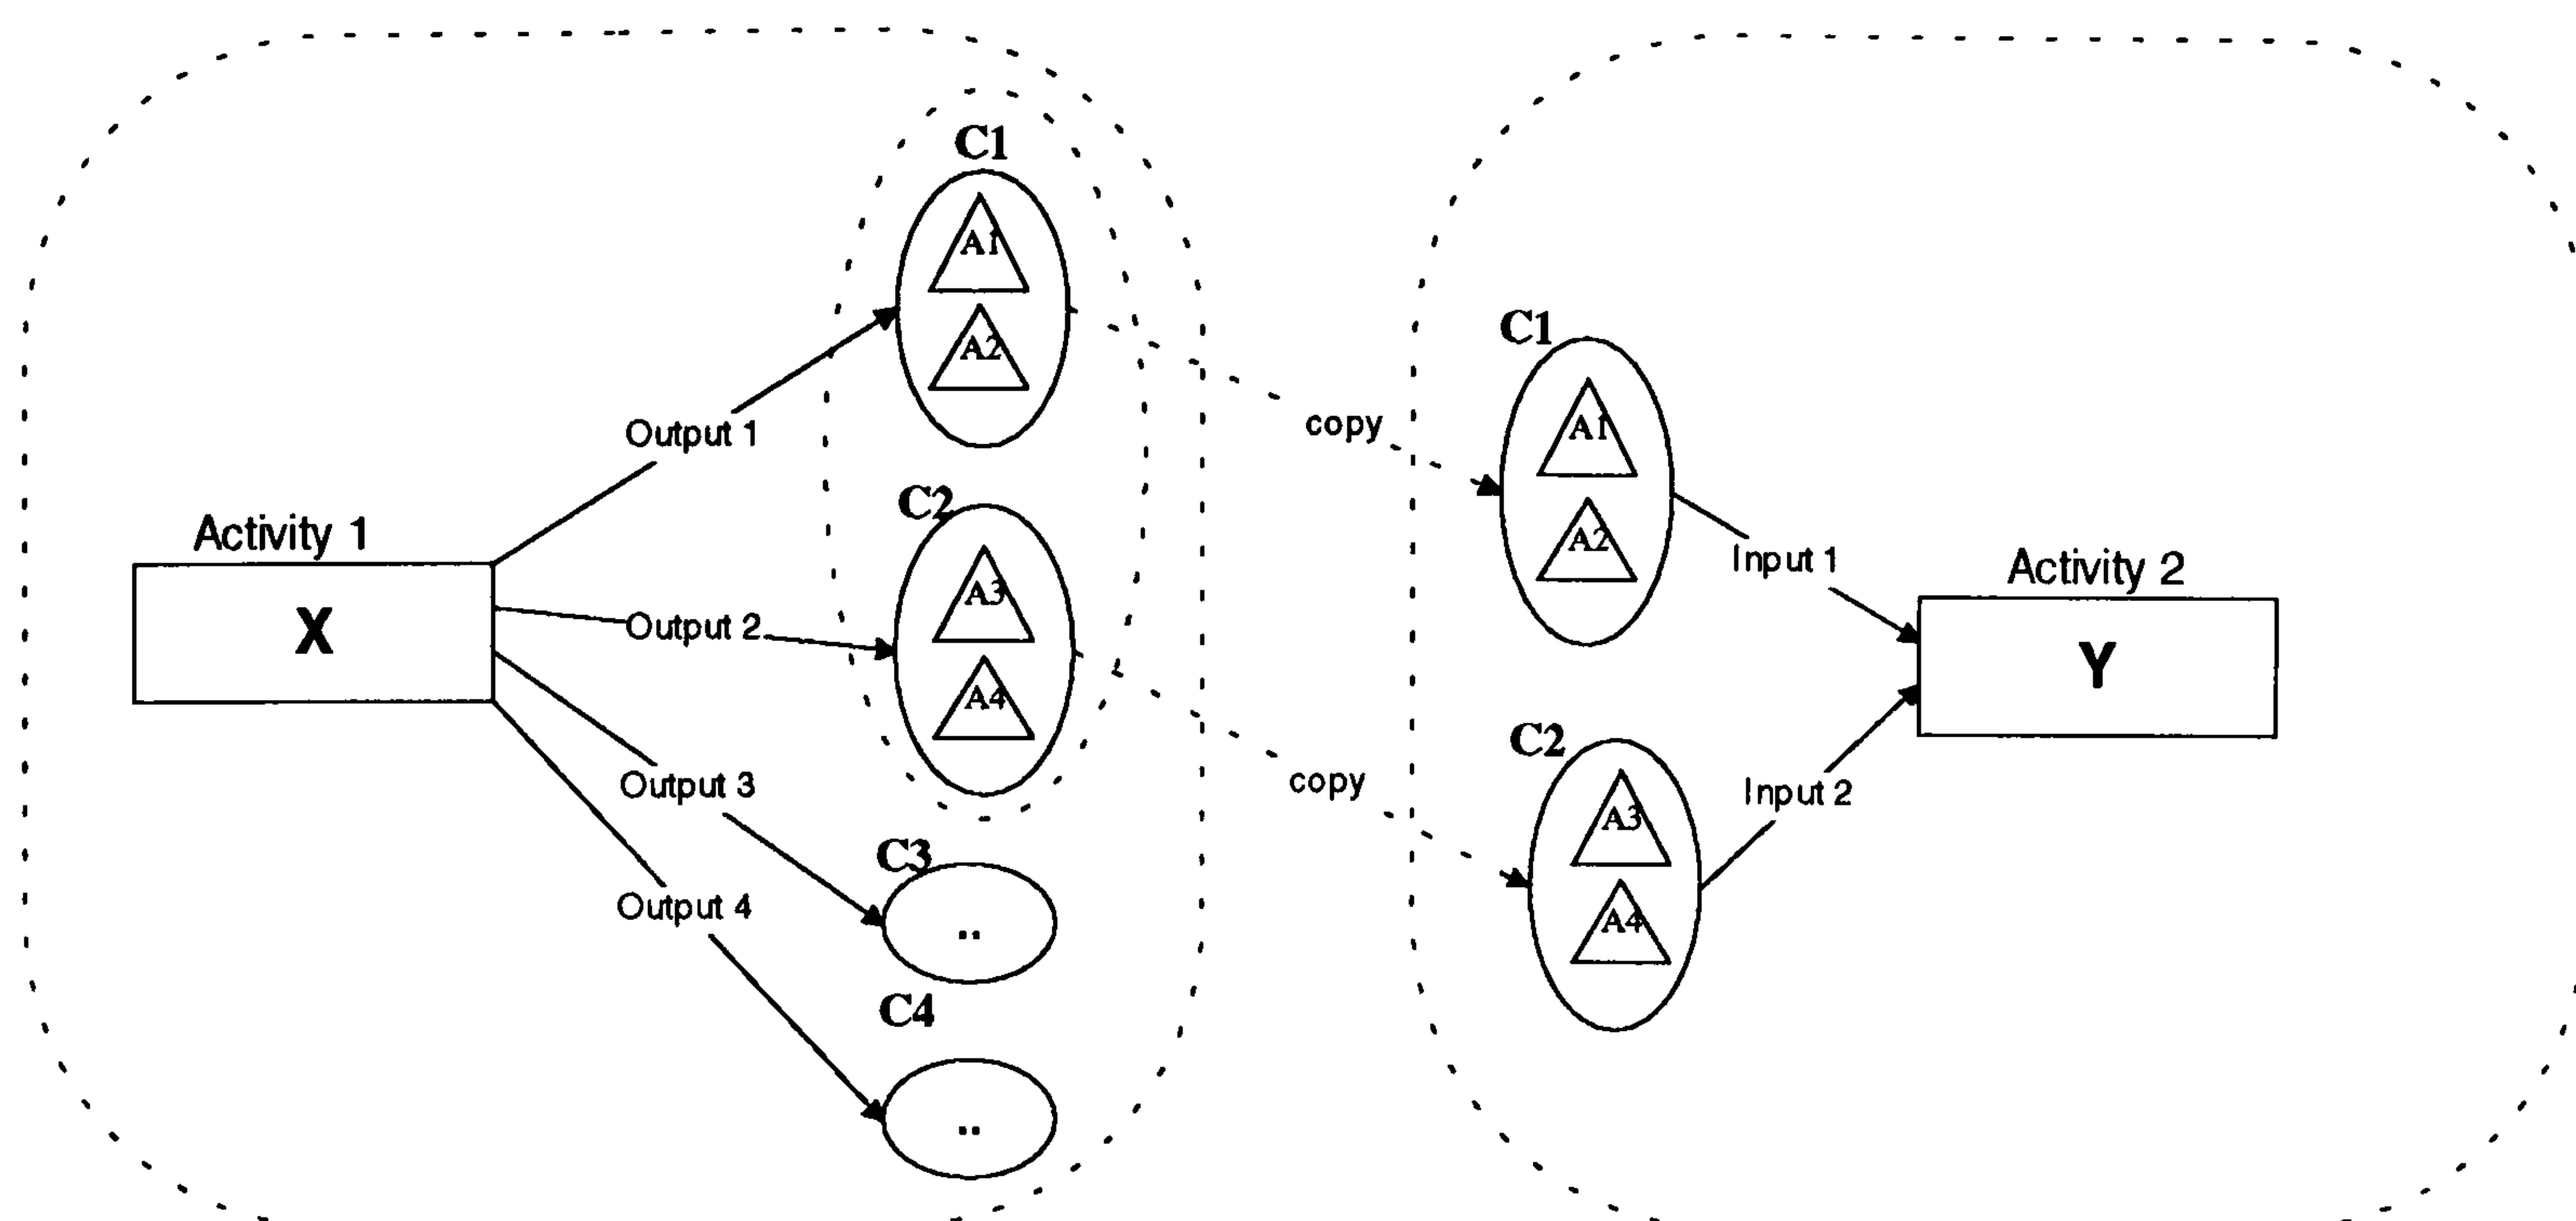 C1
A1
A2
Output 1
copy
C1
A1
A2
C2
A3
A4
Activity 1
X
Output 2
Input 1
Activity 2
Y
C2
A3
A4
Output 3
copy
Input 2
C3
..
Output 4
C4
..